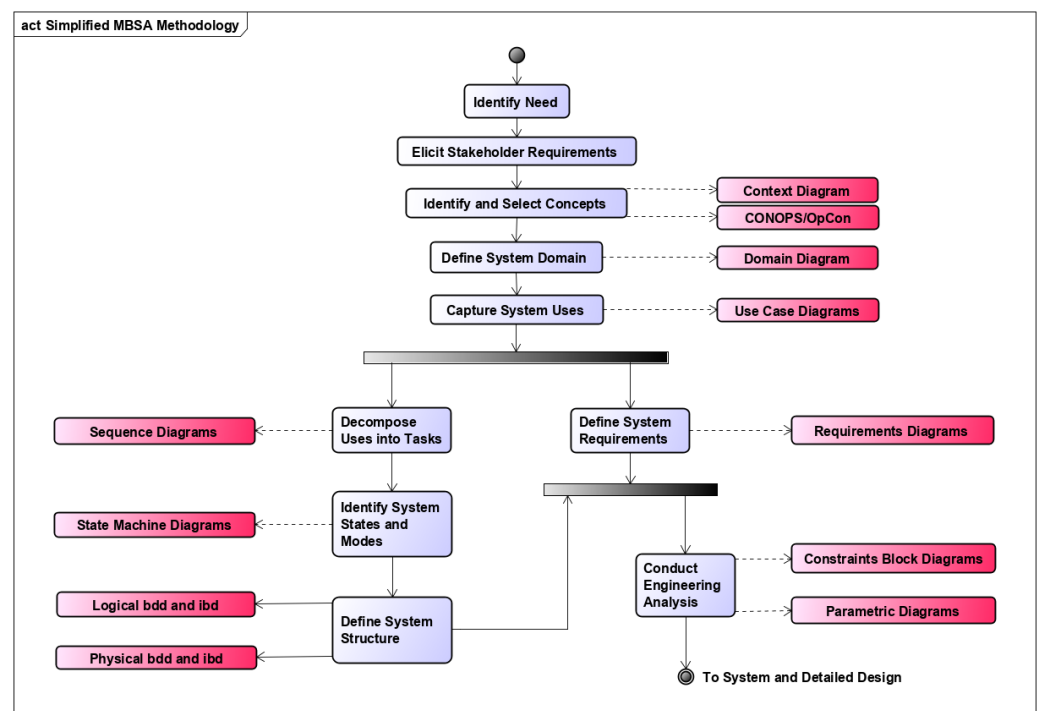 act Simplified MBSA Methodology
Identify Need
Elicit Stakeholder Requirements
Identify and Select Concepts
Context Diagram
CONOPS/OpCon
Define System Domain
Domain Diagram
Capture System Uses
Use Case Diagrams
Sequence Diagrams
Decompose
Uses into Tasks
Define System
Requirements
Requirements Diagrams
State Machine Diagrams
Identify System
States and
Modes
Conduct
Engineering
Analysis
Constraints Block Diagrams
Parametric Diagrams
Logical bdd and ibd
Physical bdd and ibd
Define System
Structure
To System and Detailed Design